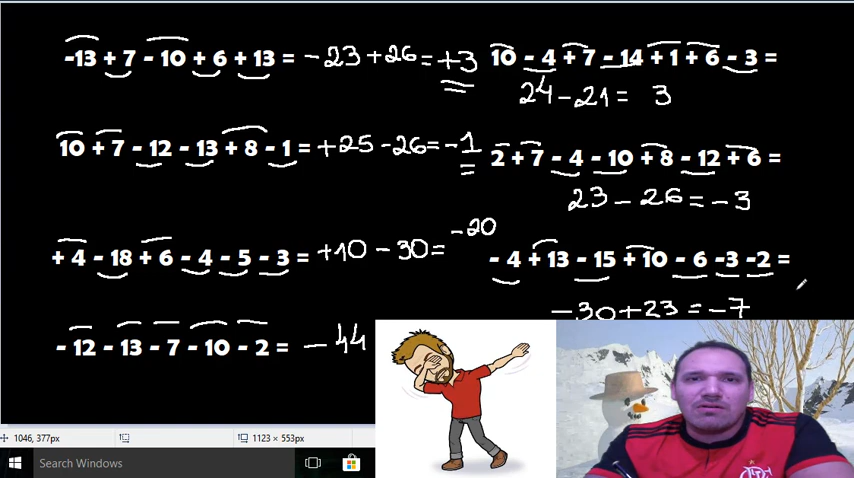 -13 + 7 - 10 + 6 + 13 = -23 +26 = +3
10 + 7 - 12 - 13 + 8 - 1 = +25 -26 = -1
+ 4 - 18 + 6 - 4 - 5 - 3 = +10 - 30 = -20
- 12 - 13 - 7 - 10 - 2 = - 44
10 - 4 + 7 - 14 + 1 + 6 - 3 =
24 - 21 = 3
2 + 7 - 4 - 10 + 8 - 12 + 6 =
23 - 26 = - 3
- 4 + 13 - 15 + 10 - 6 - 3 - 2 =
- 30 + 23 = - 7
1046, 377px
1123 × 553px
Search Windows